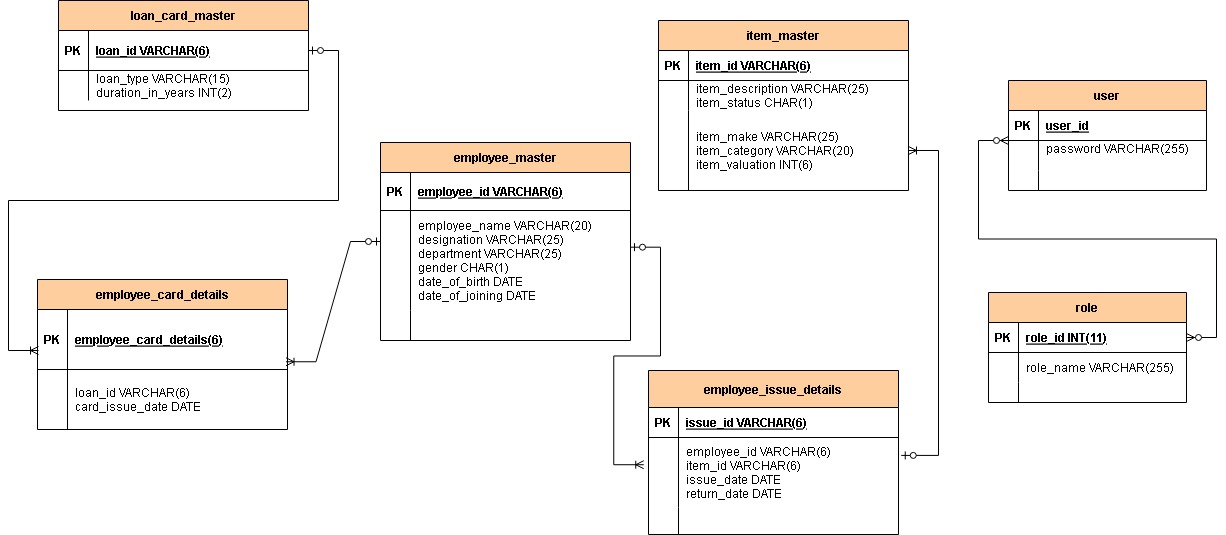 loan_card_master
PK loan_id VARCHAR(6)
loan_type VARCHAR(15)
duration_in_years INT(2)
employee_master
PK employee_id VARCHAR(6)
employee_name VARCHAR(20)
designation VARCHAR(25)
department VARCHAR(25)
gender CHAR(1)
date_of_birth DATE
date_of_joining DATE
item_master
PK item_id VARCHAR(6)
item_description VARCHAR(25)
item_status CHAR(1)
item_make VARCHAR(25)
item_category VARCHAR(20)
item_valuation INT(6)
user
PK user_id
password VARCHAR(255)
employee_card_details
PK employee_card_details(6)
loan_id VARCHAR(6)
card_issue_date DATE
employee_issue_details
PK issue_id VARCHAR(6)
employee_id VARCHAR(6)
item_id VARCHAR(6)
issue_date DATE
return_date DATE
role
PK role_id INT(11)
role_name VARCHAR(255)